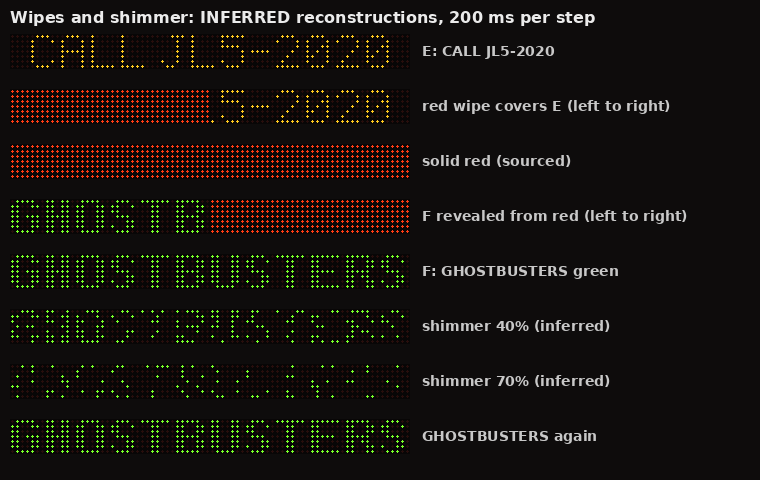 Wipes and shimmer: INFERRED reconstructions, 200 ms per step
CALL JL5-2020 E: CALL JL5-2020
5-2020 red wipe covers E (left to right)
solid red (sourced)
GHOSTB F revealed from red (left to right)
GHOSTBUSTERS F: GHOSTBUSTERS green
shimmer 40% (inferred)
shimmer 70% (inferred)
GHOSTBUSTERS GHOSTBUSTERS again